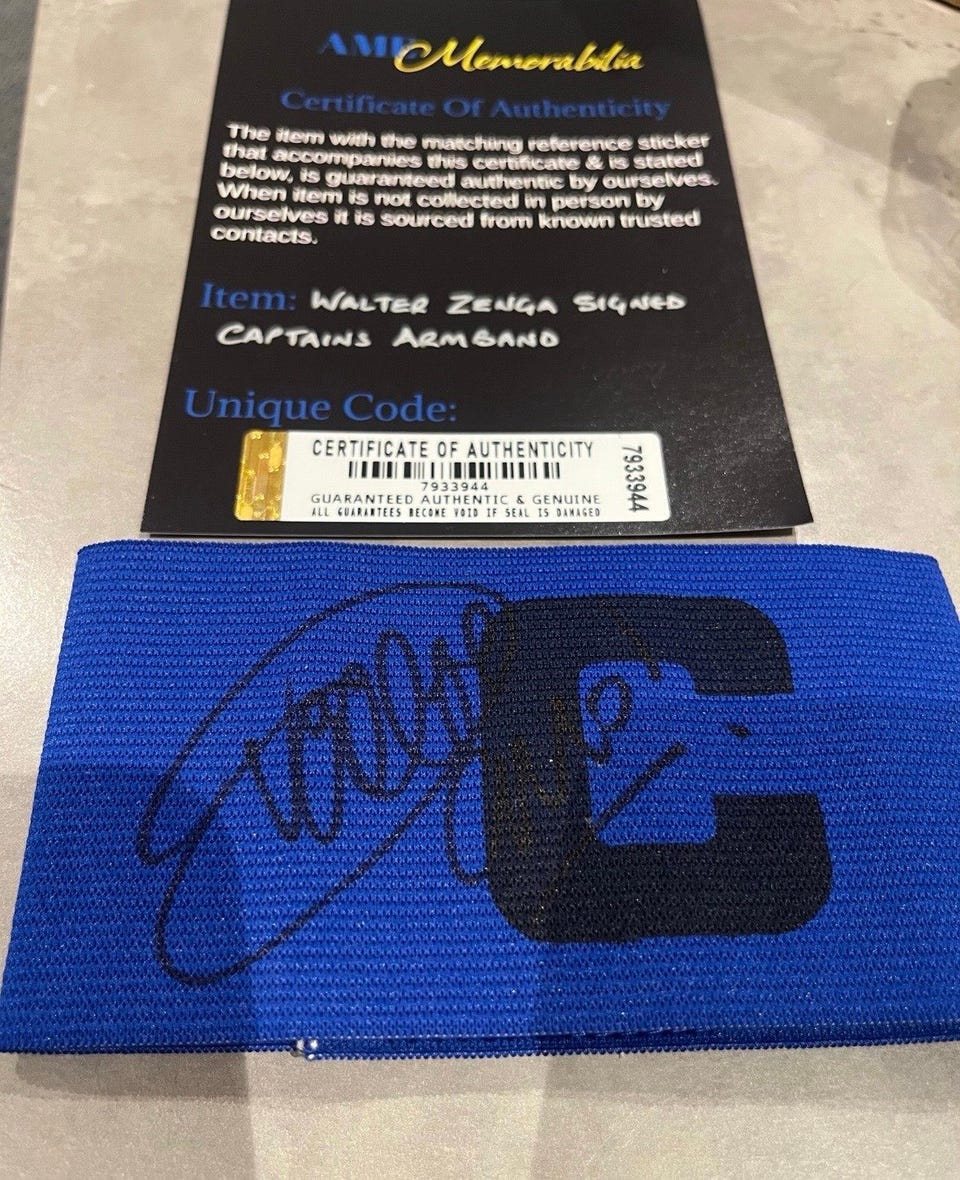 AME Memorabilia
Certificate Of Authenticity
The item with the matching reference sticker
that accompanies this certificate & is stated
below, is guaranteed authentic by ourselves.
When item is not collected in person by
ourselves it is sourced from known trusted
contacts.
Item: WALTER ZENGA SIGNED
CAPTAINS ARMBAND
Unique Code:
CERTIFICATE OF AUTHENTICITY
7933944
GUARANTEED AUTHENTIC & GENUINE
ALL GUARANTEES BECOME VOID IF SEAL IS DAMAGED
7933944
C